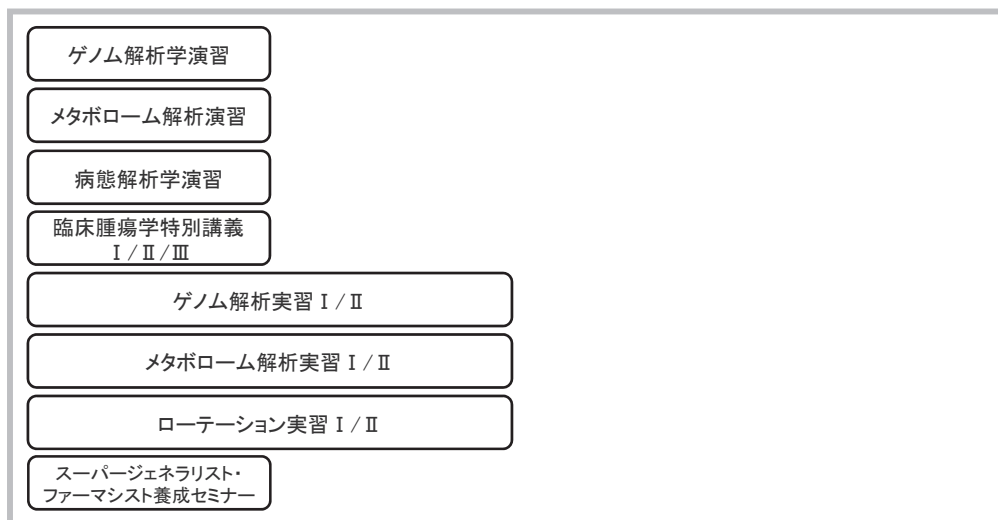 ゲノム解析学演習
メタボローム解析演習
病態解析学演習
臨床腫瘍学特別講義
Ⅰ/Ⅱ/Ⅲ
ゲノム解析実習Ⅰ/Ⅱ
メタボローム解析実習Ⅰ/Ⅱ
ローテーション実習Ⅰ/Ⅱ
スーパージェネラリスト・
ファーマシスト養成セミナー